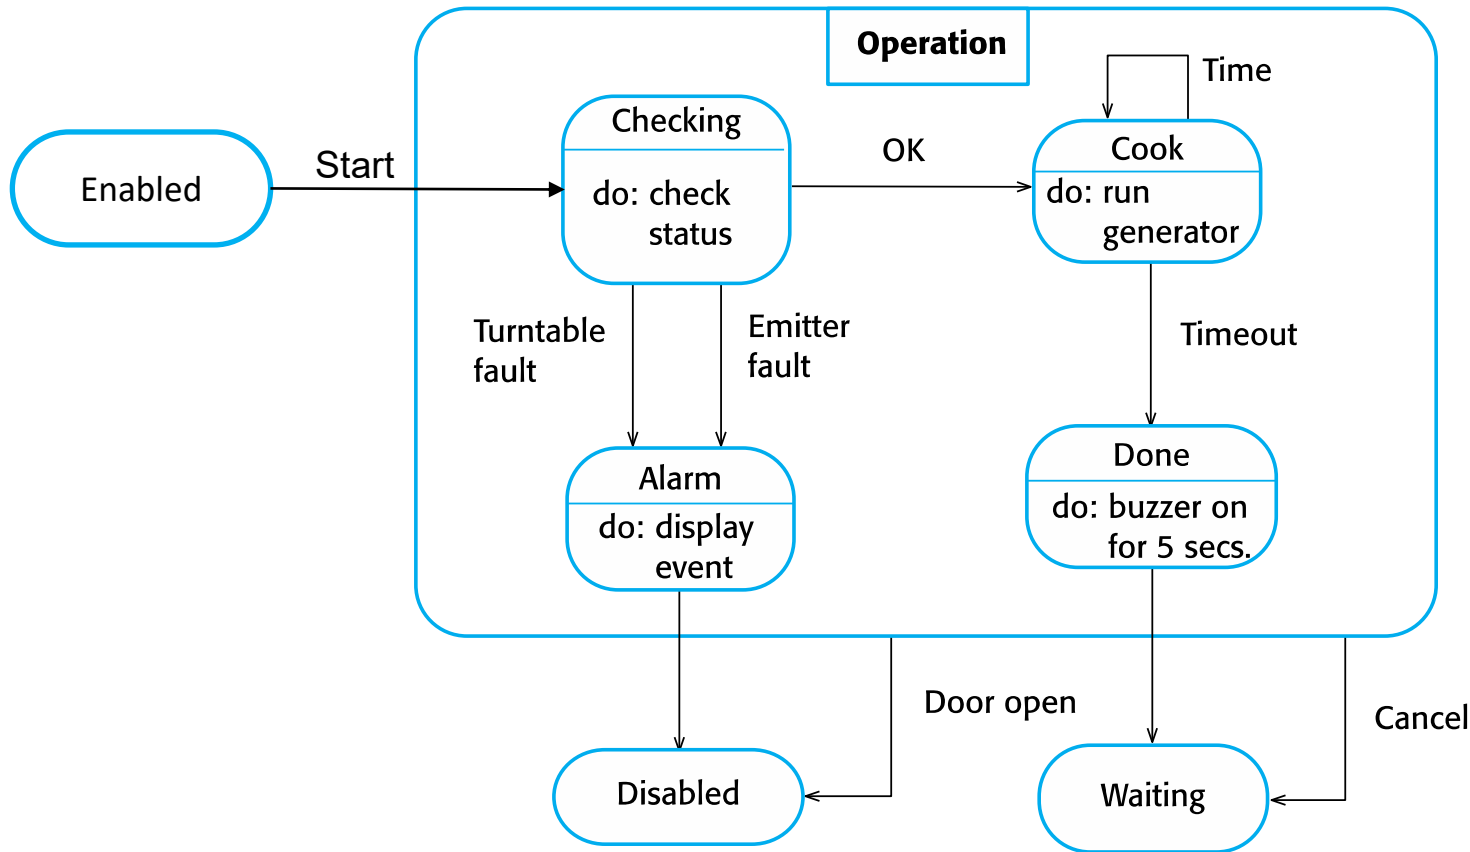 Operation
Time
Checking
OK
Cook
Enabled
Start
do: check
status
do: run
generator
Turntable
fault
Emitter
fault
Timeout
Alarm
do: display
event
Done
do: buzzer on
for 5 secs.
Door open
Cancel
Disabled
Waiting